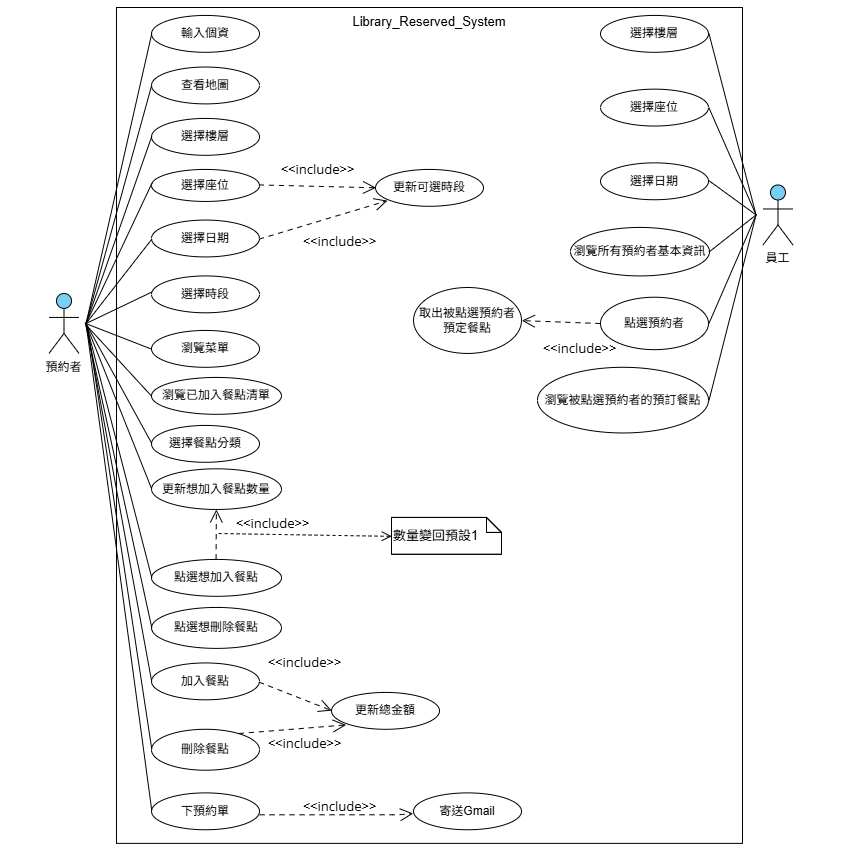 Library_Reserved_System
輸入個資
查看地圖
選擇樓層
選擇座位
<<include>>
更新可選時段
選擇日期
<<include>>
選擇時段
瀏覽菜單
瀏覽已加入餐點清單
選擇餐點分類
更新想加入餐點數量
<<include>>
數量變回預設1
點選想加入餐點
點選想刪除餐點
加入餐點
<<include>>
更新總金額
刪除餐點
<<include>>
下預約單
<<include>>
寄送Gmail
預約者
選擇樓層
選擇座位
選擇日期
瀏覽所有預約者基本資訊
點選預約者
<<include>>
取出被點選預約者
預定餐點
瀏覽被點選預約者的預訂餐點
員工